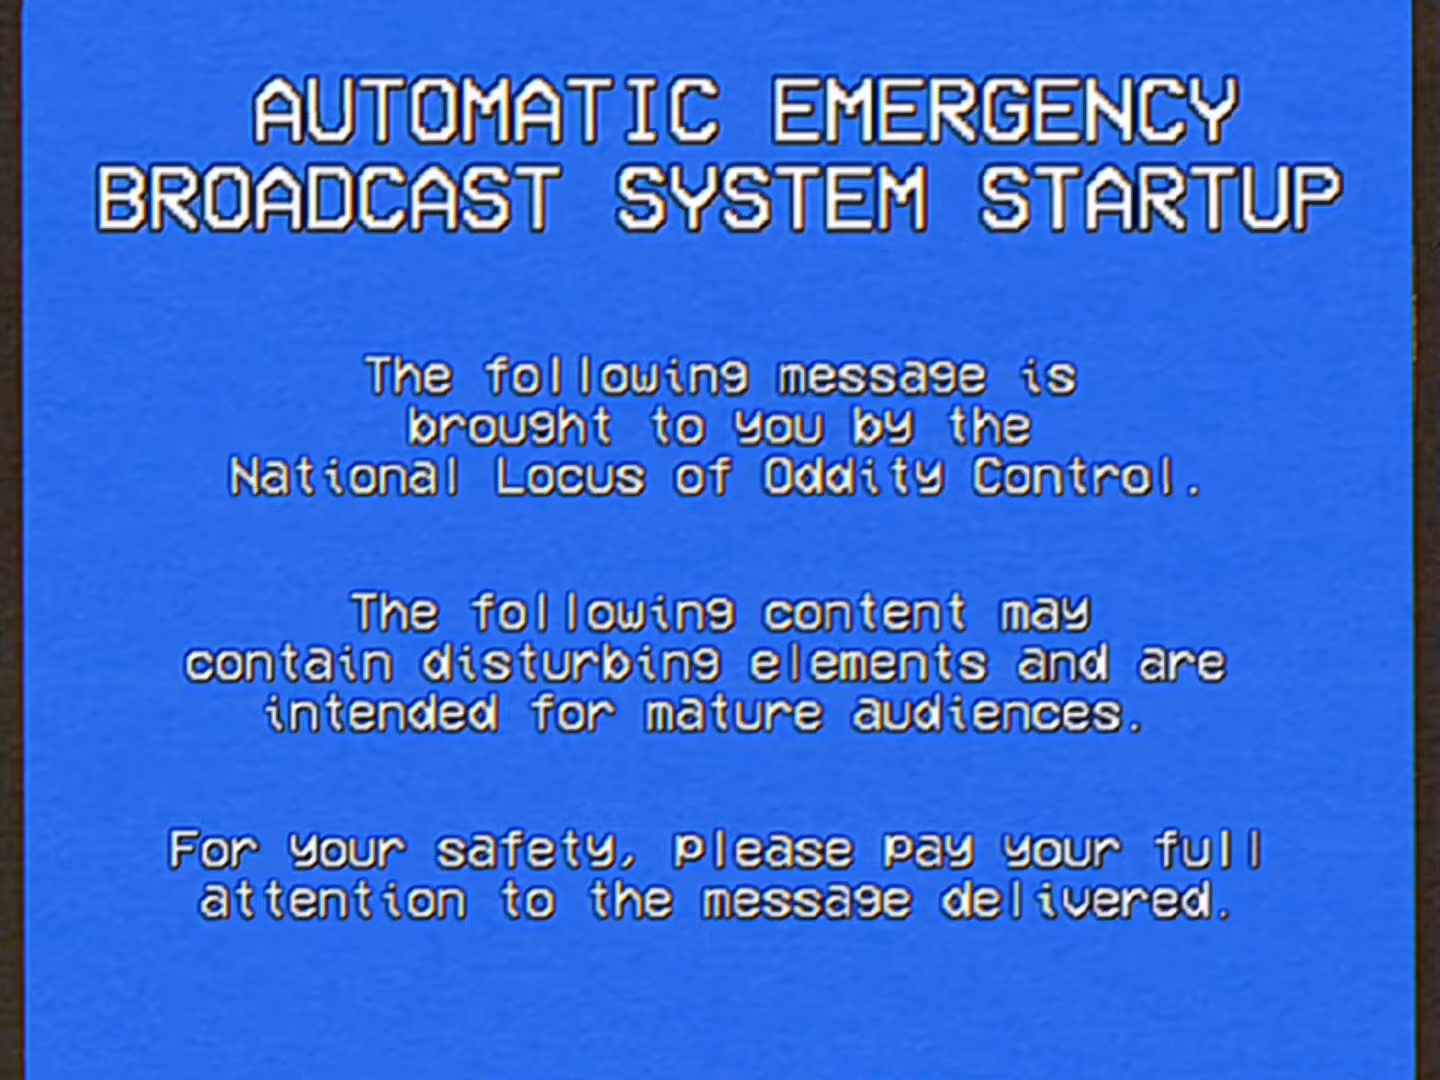 AUTOMATIC EMERGENCY
BROADCAST SYSTEM STARTUP
The following message is
brought to you by the
National Locus of Oddity Control.
The following content may
contain disturbing elements and are
intended for mature audiences.
For your safety, please pay your full
attention to the message delivered.